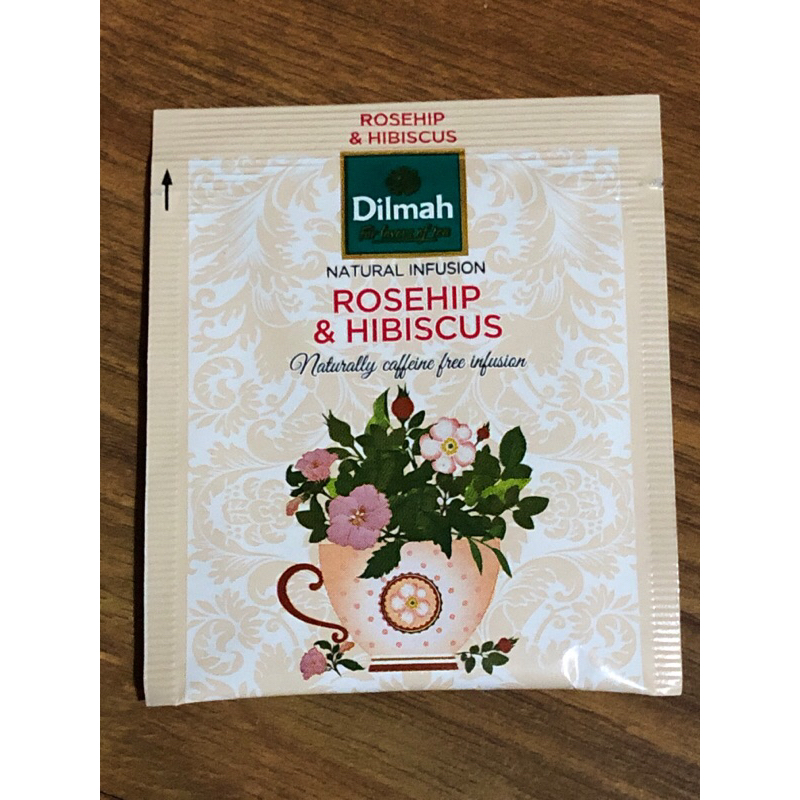 ROSEHIP
& HIBISCUS
Dilmah
NATURAL INFUSION
ROSEHIP
& HIBISCUS
Naturally caffeine free infusion